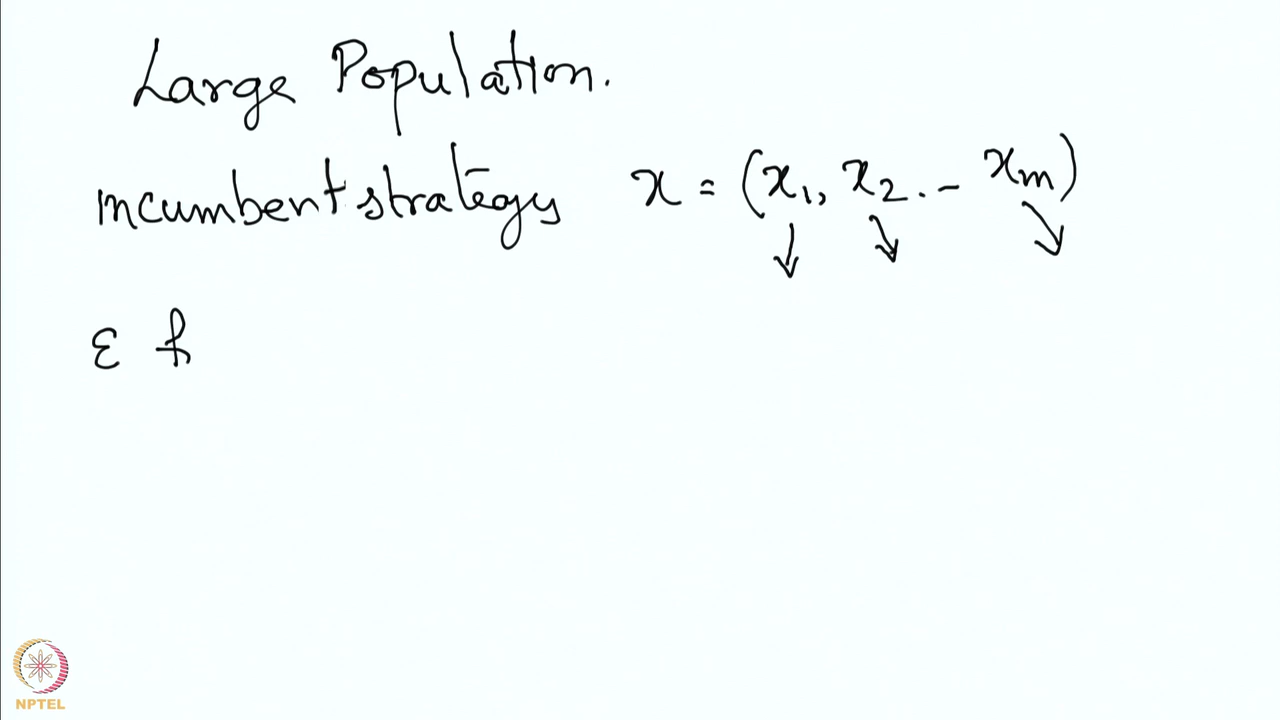 Large Population.
incumbent strategy x = (x₁, x₂ .. xₘ)
ε f
NPTEL